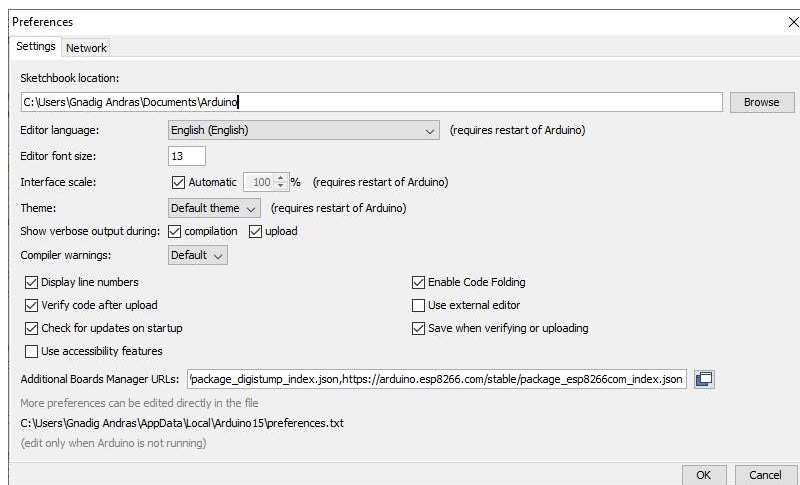 Preferences
Settings Network
Sketchbook location:
C:\Users\Gnadig Andras\Documents\Arduino
Browse
Editor language: English (English) (requires restart of Arduino)
Editor font size: 13
Interface scale: Automatic 100 % (requires restart of Arduino)
Theme: Default theme (requires restart of Arduino)
Show verbose output during: compilation upload
Compiler warnings: Default
Display line numbers Enable Code Folding
Verify code after upload Use external editor
Check for updates on startup Save when verifying or uploading
Use accessibility features
Additional Boards Manager URLs: /package_digistump_index.json,https://arduino.esp8266.com/stable/package_esp8266com_index.json
More preferences can be edited directly in the file
C:\Users\Gnadig Andras\AppData\Local\Arduino15\preferences.txt
(edit only when Arduino is not running)
OK Cancel